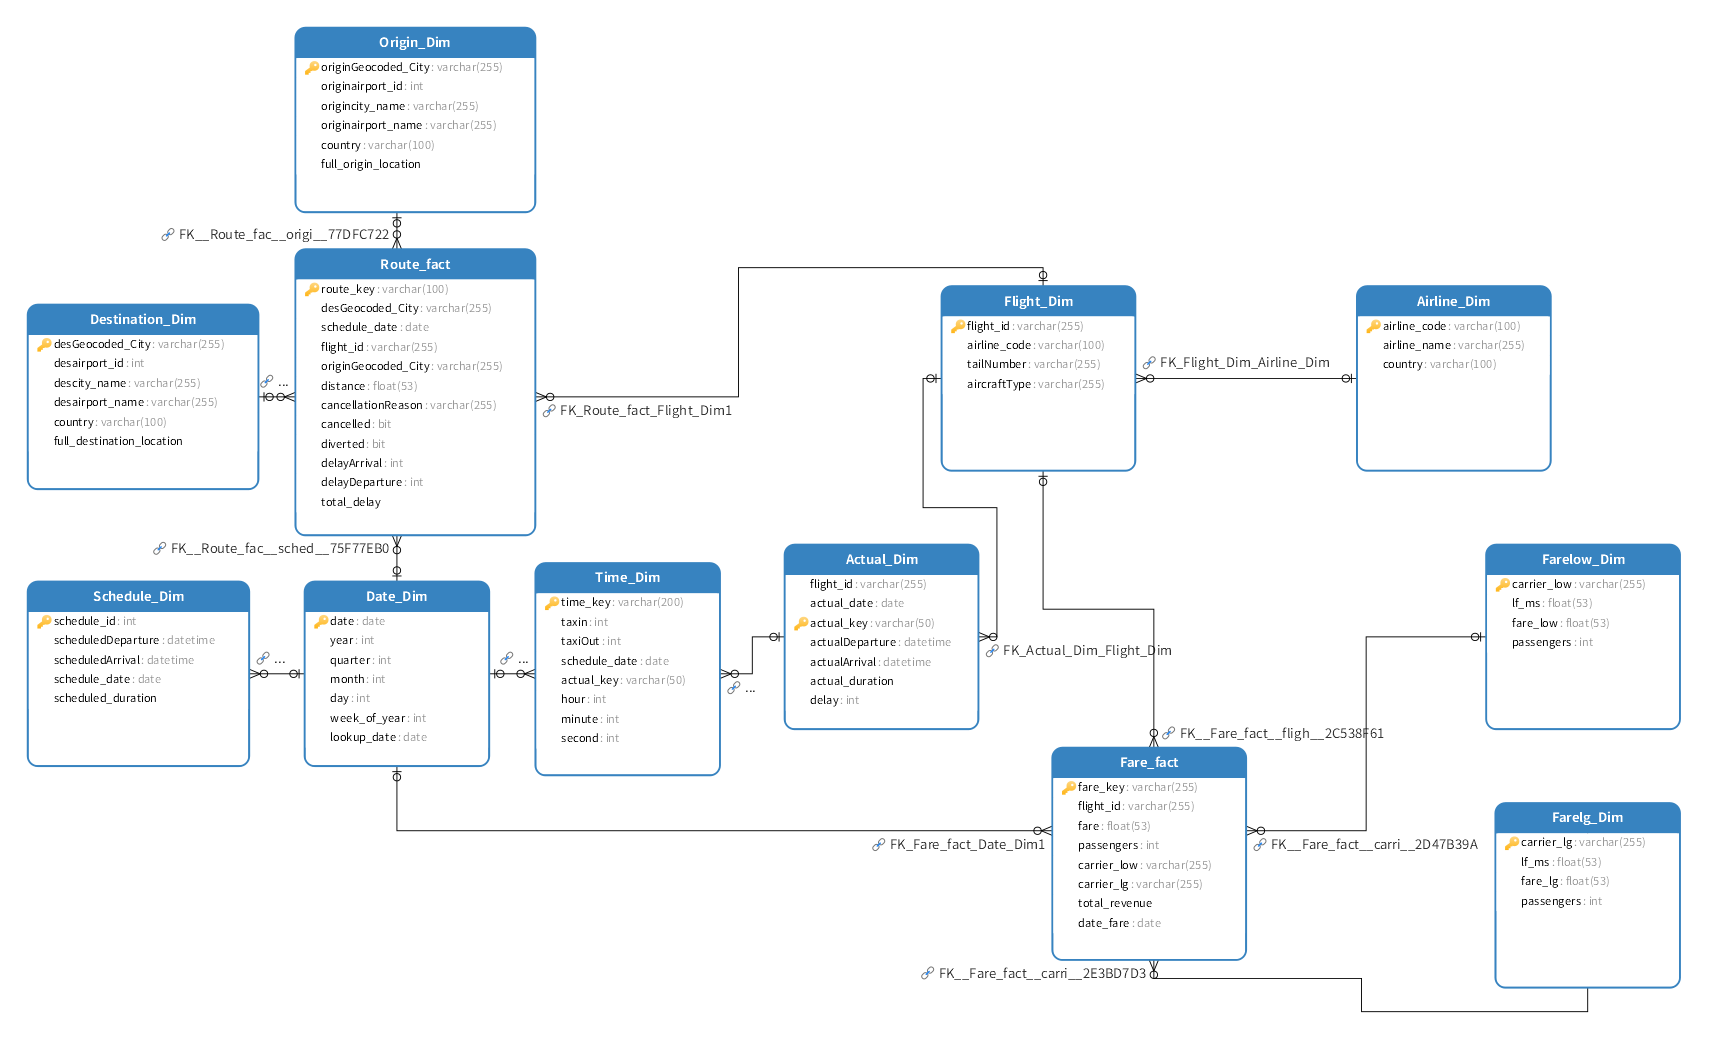 Origin_Dim
originGeocoded_City : varchar(255)
originairport_id : int
origincity_name : varchar(255)
originairport_name : varchar(255)
country : varchar(100)
full_origin_location
FK__Route_fac__origi__77DFC722
Route_fact
route_key : varchar(100)
desGeocoded_City : varchar(255)
schedule_date : date
flight_id : varchar(255)
originGeocoded_City : varchar(255)
distance : float(53)
cancellationReason : varchar(255)
cancelled : bit
diverted : bit
delayArrival : int
delayDeparture : int
total_delay
Destination_Dim
desGeocoded_City : varchar(255)
desairport_id : int
descity_name : varchar(255)
desairport_name : varchar(255)
country : varchar(100)
full_destination_location
...
FK_Route_fact_Flight_Dim1
Flight_Dim
flight_id : varchar(255)
airline_code : varchar(100)
tailNumber : varchar(255)
aircraftType : varchar(255)
FK_Flight_Dim_Airline_Dim
Airline_Dim
airline_code : varchar(100)
airline_name : varchar(255)
country : varchar(100)
FK__Route_fac__sched__75F77EB0
Schedule_Dim
schedule_id : int
scheduledDeparture : datetime
scheduledArrival : datetime
schedule_date : date
scheduled_duration
...
Date_Dim
date : date
year : int
quarter : int
month : int
day : int
week_of_year : int
lookup_date : date
...
Time_Dim
time_key : varchar(200)
taxin : int
taxiOut : int
schedule_date : date
actual_key : varchar(50)
hour : int
minute : int
second : int
...
Actual_Dim
flight_id : varchar(255)
actual_date : date
actual_key : varchar(50)
actualDeparture : datetime
actualArrival : datetime
actual_duration
delay : int
FK_Actual_Dim_Flight_Dim
Farelow_Dim
carrier_low : varchar(255)
lf_ms : float(53)
fare_low : float(53)
passengers : int
FK__Fare_fact__fligh__2C538F61
Fare_fact
fare_key : varchar(255)
flight_id : varchar(255)
fare : float(53)
passengers : int
carrier_low : varchar(255)
carrier_lg : varchar(255)
total_revenue
date_fare : date
FK_Fare_fact_Date_Dim1
FK__Fare_fact__carri__2D47B39A
Farelg_Dim
carrier_lg : varchar(255)
lf_ms : float(53)
fare_lg : float(53)
passengers : int
FK__Fare_fact__carri__2E3BD7D3